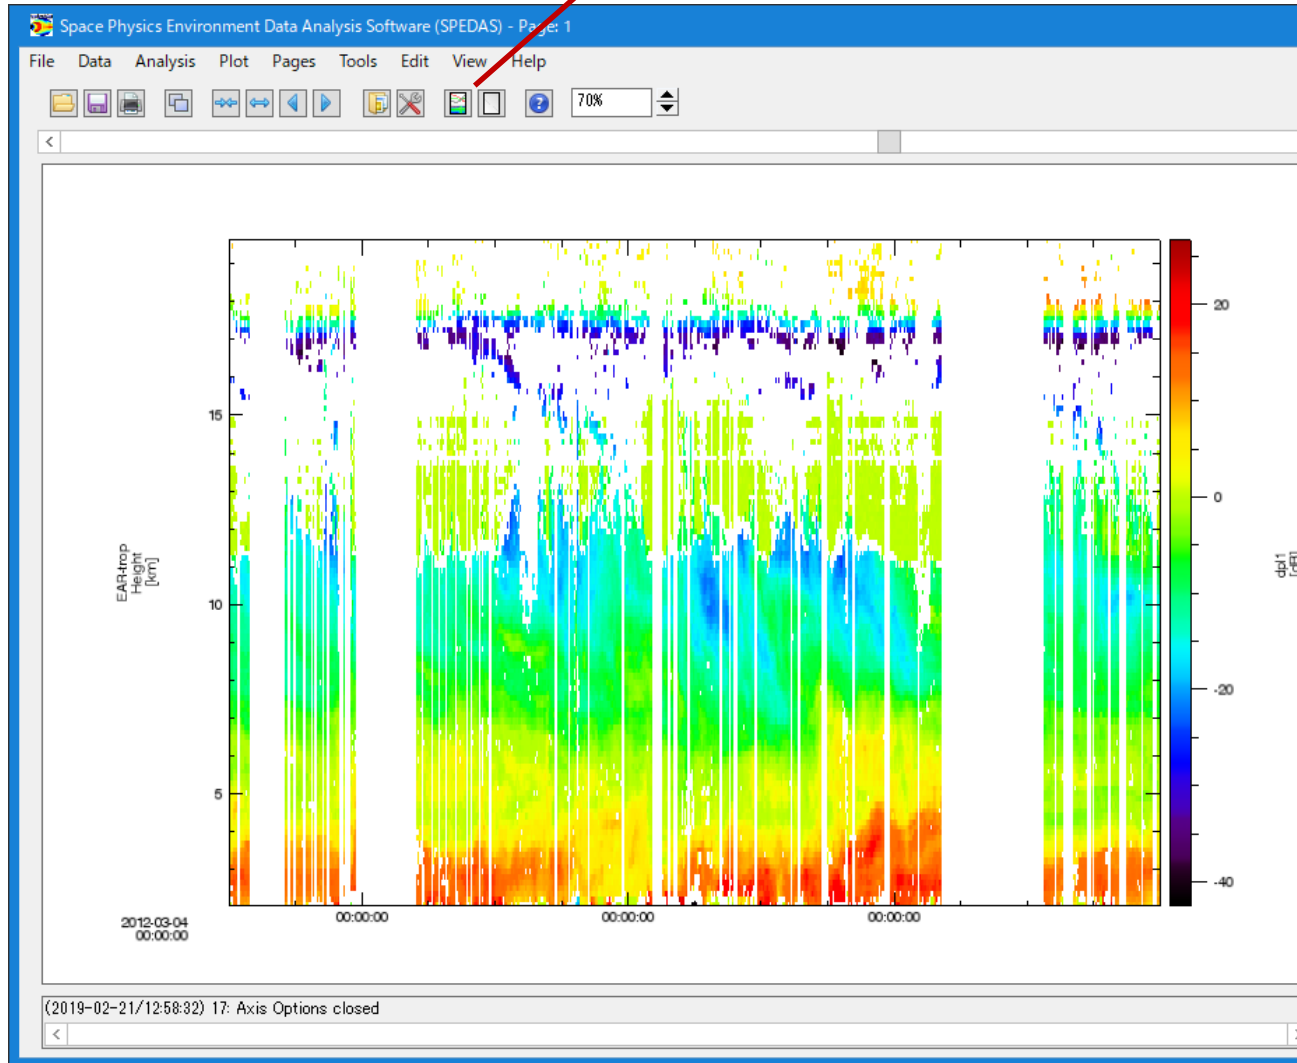 Space Physics Environment Data Analysis Software (SPEDAS) - Page: 1
File Data Analysis Plot Pages Tools Edit View Help
70%
20
15
0
EAR-trop
Height
[km]
dpl1
[dB]
10
-20
5
-40
2012-03-04
00:00:00
00:00:00 00:00:00 00:00:00
(2019-02-21/12:58:32) 17: Axis Options closed